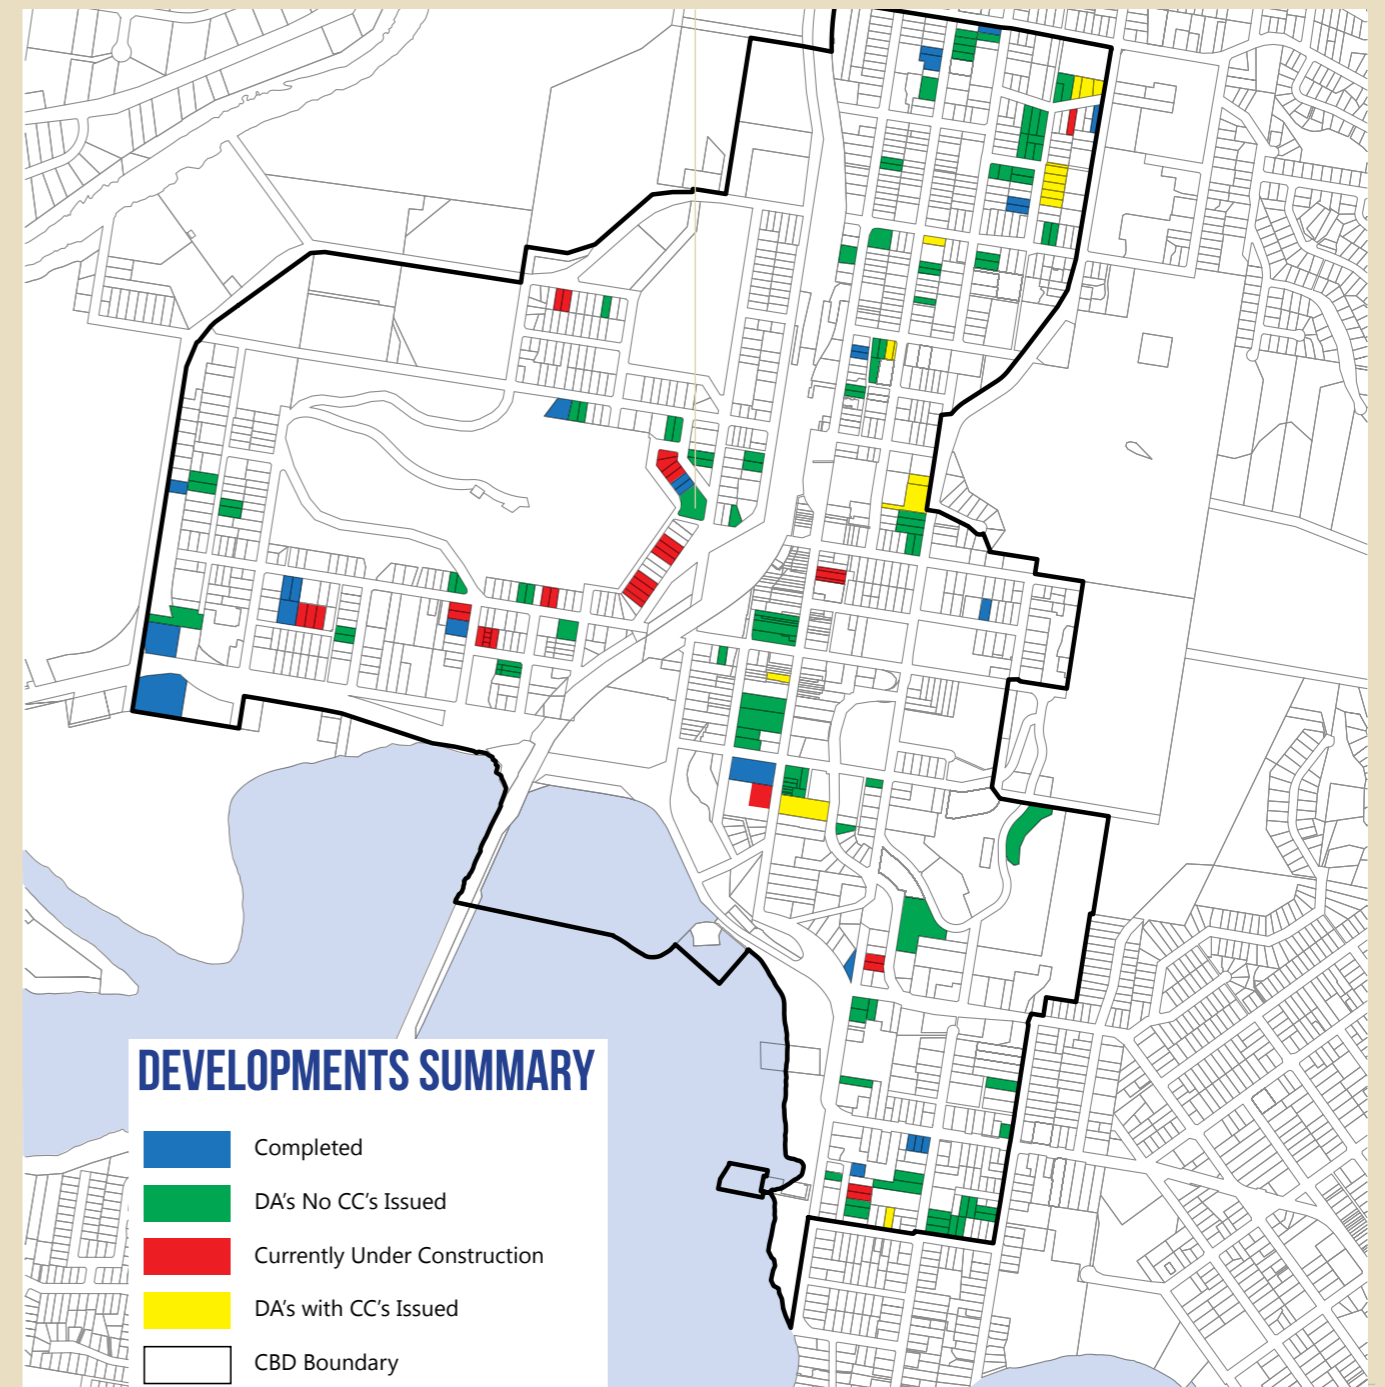 DEVELOPMENTS SUMMARY
Completed
DA's No CC's Issued
Currently Under Construction
DA's with CC's Issued
CBD Boundary